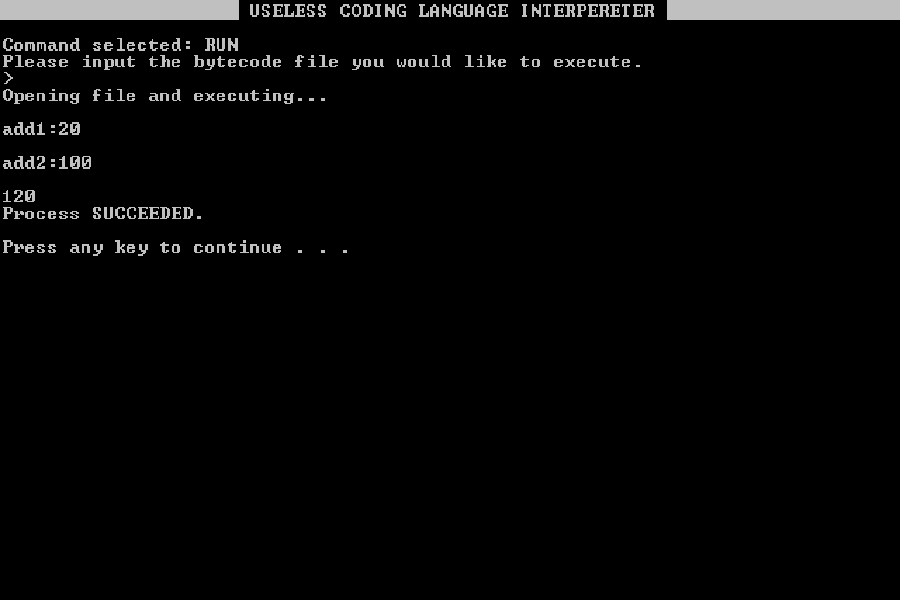 USELESS CODING LANGUAGE INTERPERETER
Command selected: RUN
Please input the bytecode file you would like to execute.
>
Opening file and executing...
add1:20
add2:100
120
Process SUCCEEDED.
Press any key to continue . . .